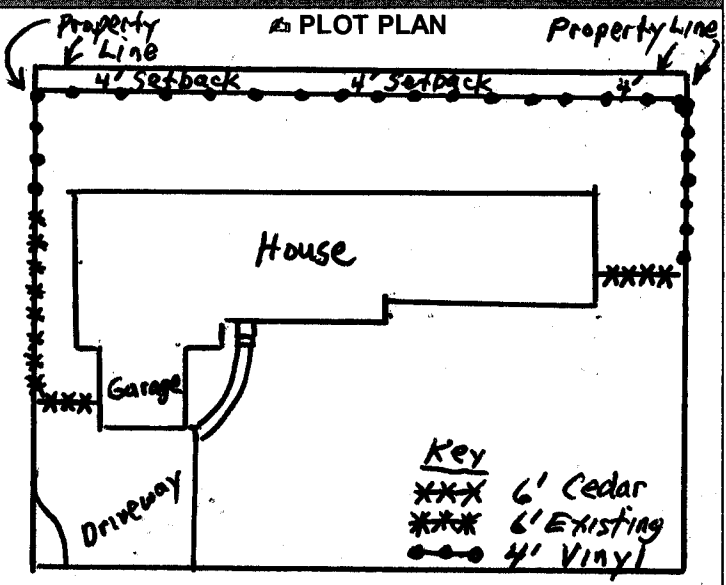 PLOT PLAN
Property Line
Property Line
4' Setback 4' Setback 4'
House
Garage
Driveway
Key
6' Cedar
6' Existing
4' Vinyl